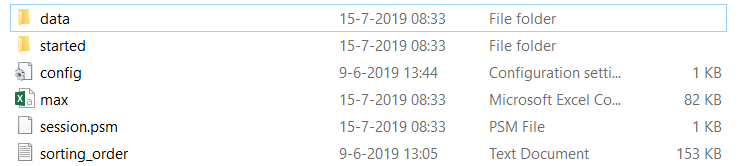 data 15-7-2019 08:33 File folder
started 15-7-2019 08:33 File folder
config 9-6-2019 13:44 Configuration setti... 1 KB
max 15-7-2019 08:33 Microsoft Excel Co... 82 KB
session.psm 15-7-2019 08:33 PSM File 1 KB
sorting_order 9-6-2019 13:05 Text Document 153 KB